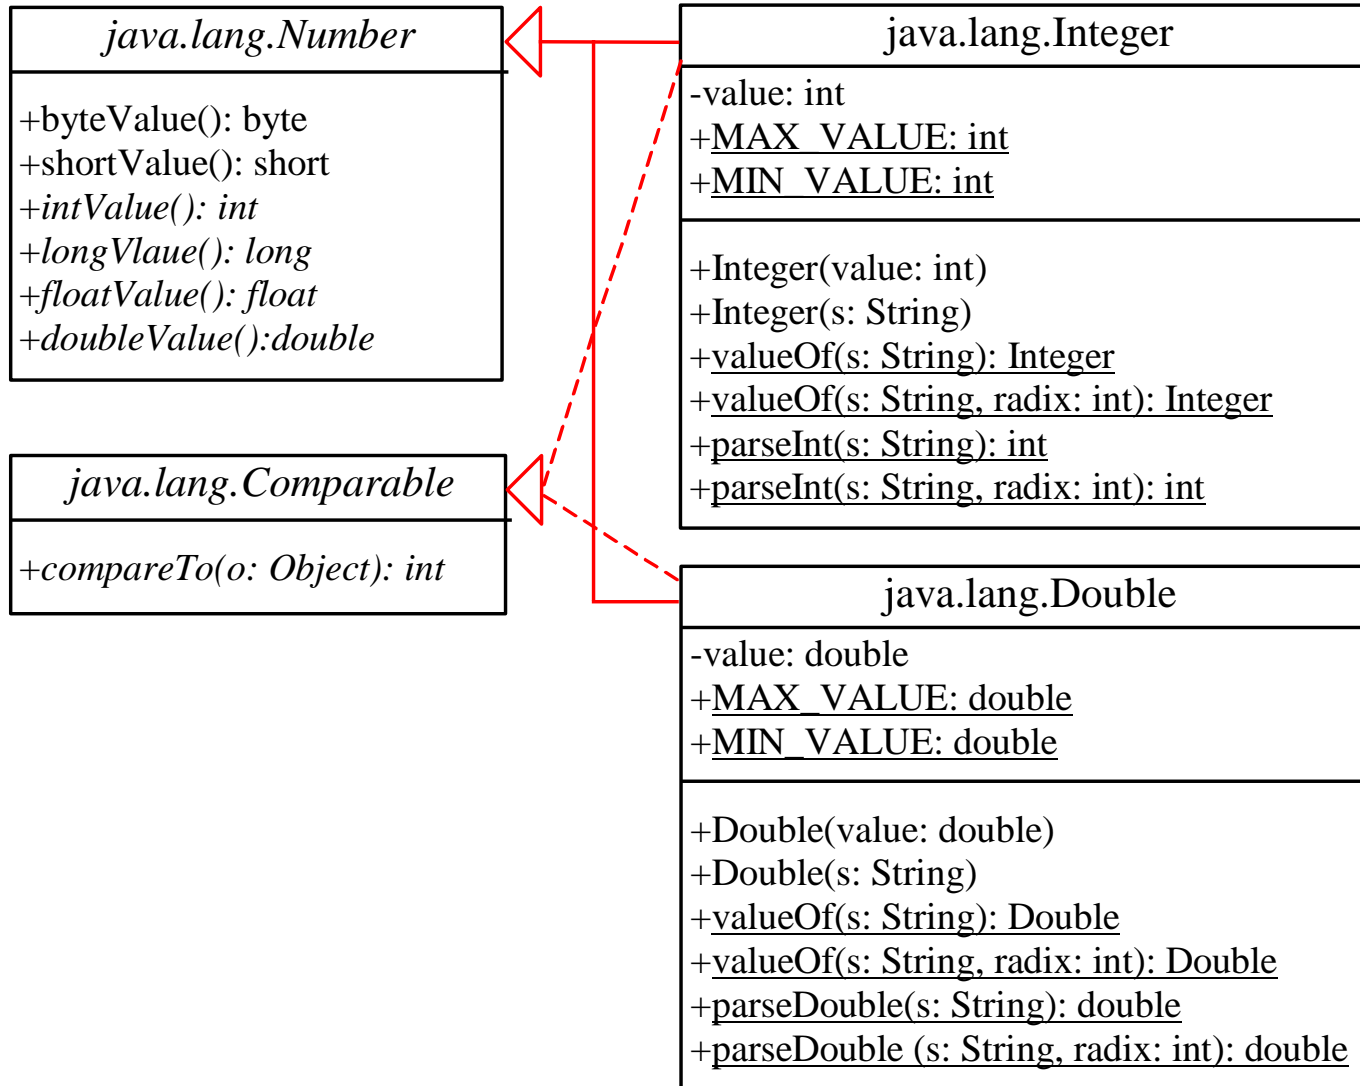 java.lang.Number
+byteValue(): byte
+shortValue(): short
+intValue(): int
+longVlaue(): long
+floatValue(): float
+doubleValue():double
java.lang.Comparable
+compareTo(o: Object): int
java.lang.Integer
-value: int
+MAX_VALUE: int
+MIN_VALUE: int
+Integer(value: int)
+Integer(s: String)
+valueOf(s: String): Integer
+valueOf(s: String, radix: int): Integer
+parseInt(s: String): int
+parseInt(s: String, radix: int): int
java.lang.Double
-value: double
+MAX_VALUE: double
+MIN_VALUE: double
+Double(value: double)
+Double(s: String)
+valueOf(s: String): Double
+valueOf(s: String, radix: int): Double
+parseDouble(s: String): double
+parseDouble (s: String, radix: int): double